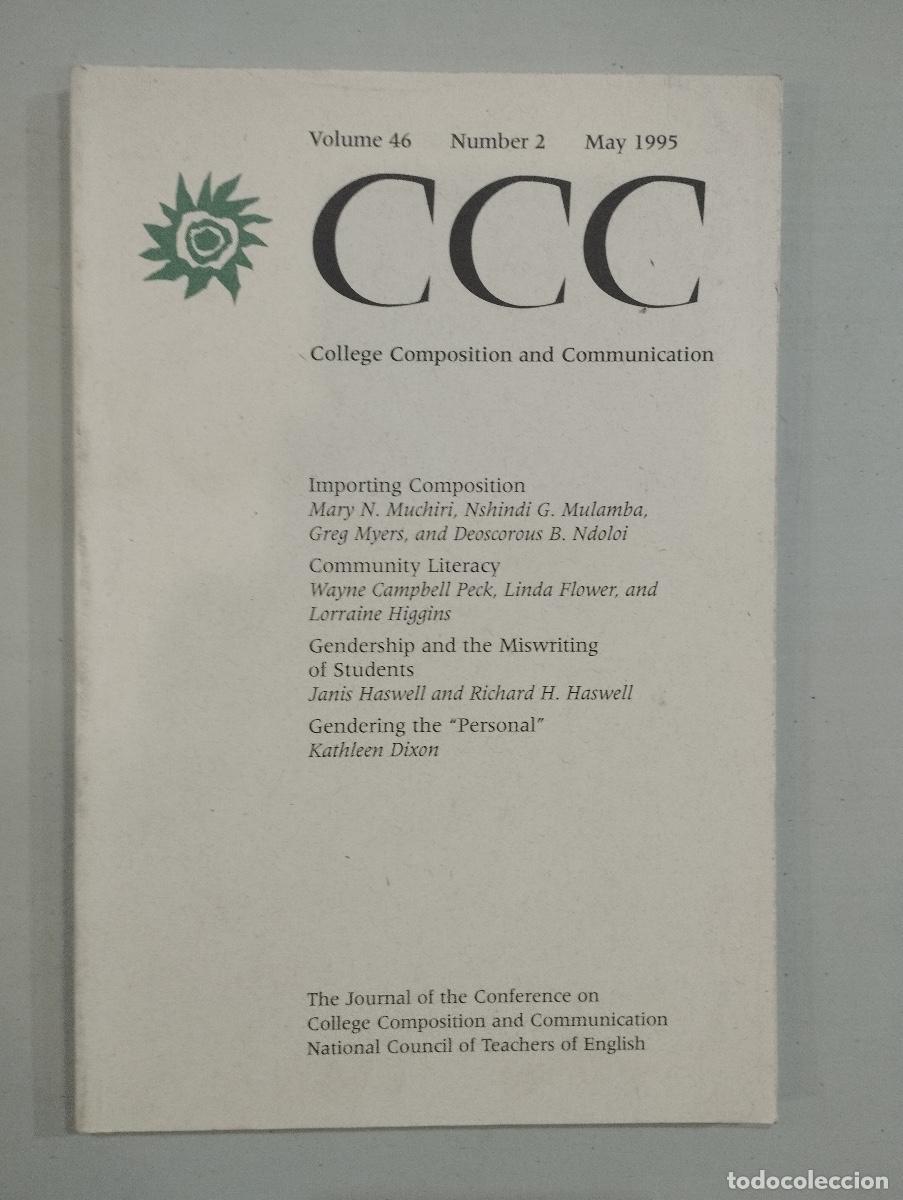 Volume 46 Number 2 May 1995
CCC
College Composition and Communication
Importing Composition
Mary N. Muchiri, Nshindi G. Mulamba,
Greg Myers, and Deoscorous B. Ndoloi
Community Literacy
Wayne Campbell Peck, Linda Flower, and
Lorraine Higgins
Gendership and the Miswriting
of Students
Janis Haswell and Richard H. Haswell
Gendering the “Personal”
Kathleen Dixon
The Journal of the Conference on
College Composition and Communication
National Council of Teachers of English
todocoleccion